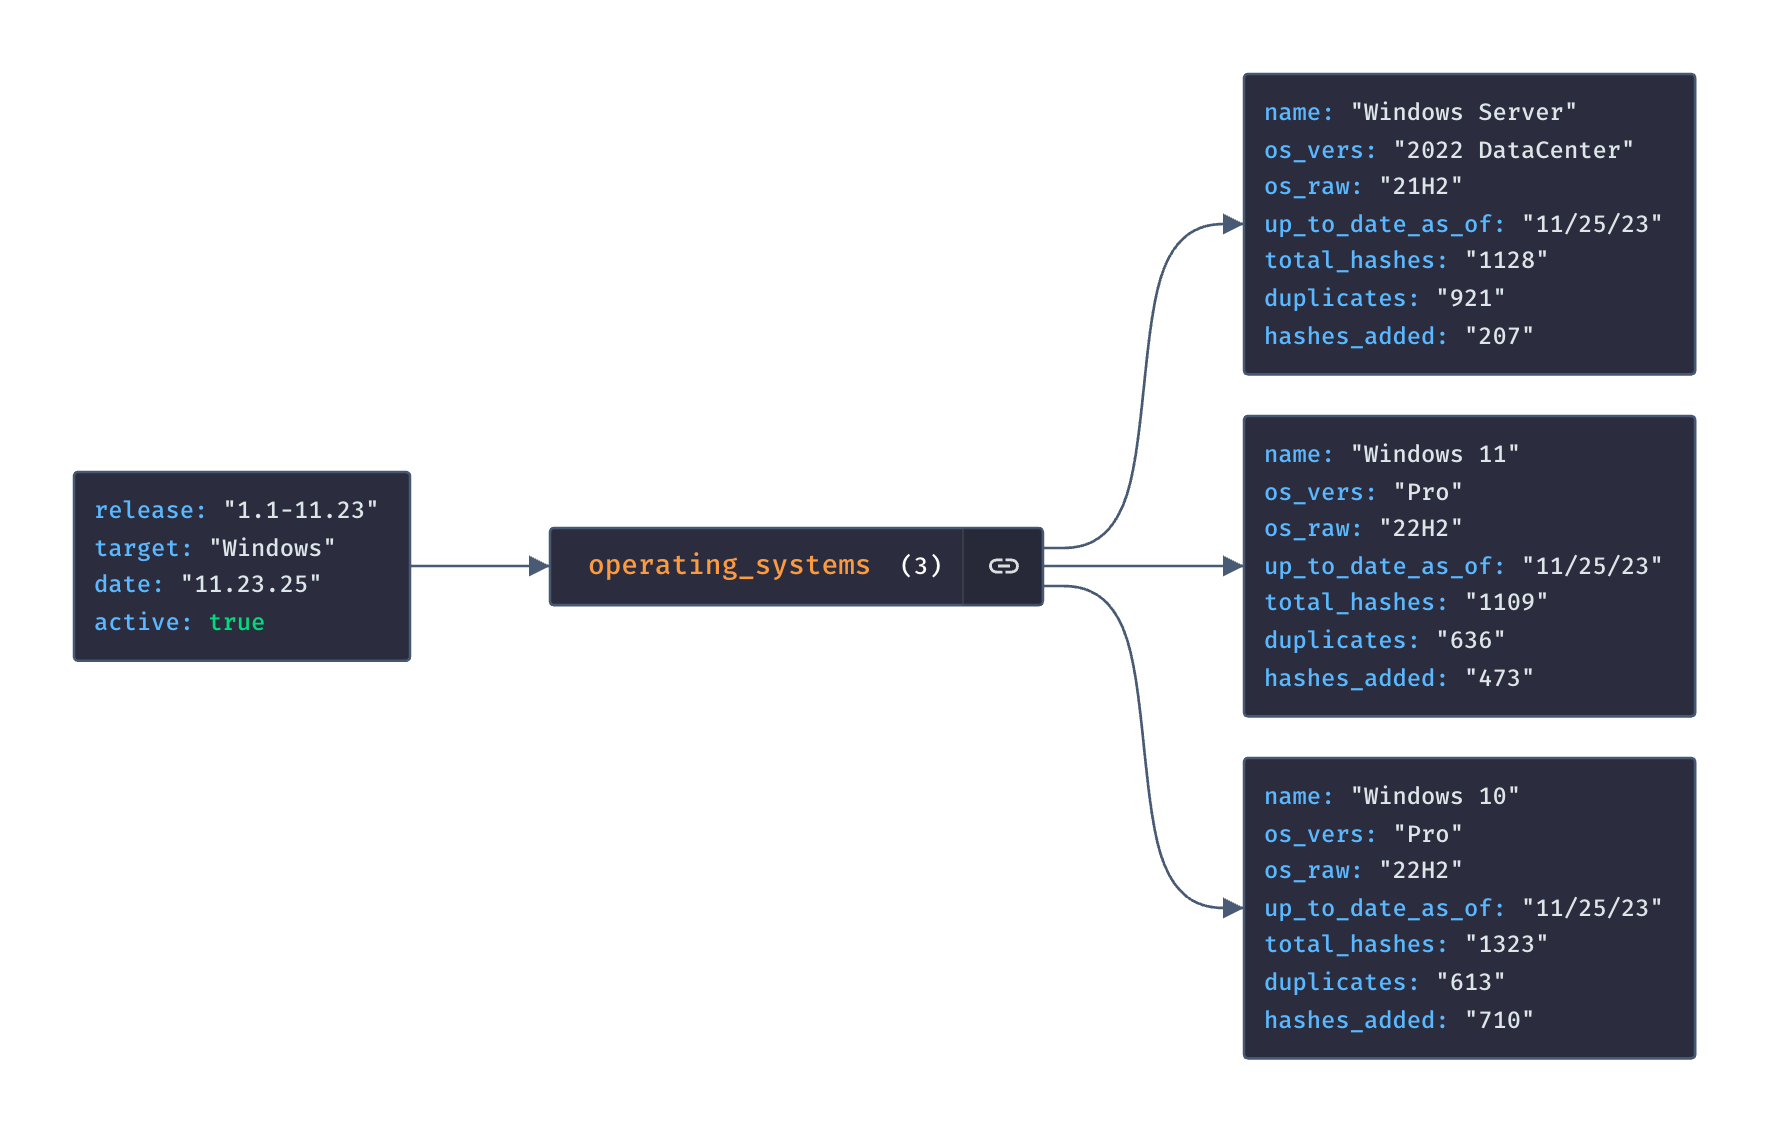 release: "1.1-11.23"
target: "Windows"
date: "11.23.25"
active: true
operating_systems (3)
name: "Windows Server"
os_vers: "2022 DataCenter"
os_raw: "21H2"
up_to_date_as_of: "11/25/23"
total_hashes: "1128"
duplicates: "921"
hashes_added: "207"
name: "Windows 11"
os_vers: "Pro"
os_raw: "22H2"
up_to_date_as_of: "11/25/23"
total_hashes: "1109"
duplicates: "636"
hashes_added: "473"
name: "Windows 10"
os_vers: "Pro"
os_raw: "22H2"
up_to_date_as_of: "11/25/23"
total_hashes: "1323"
duplicates: "613"
hashes_added: "710"